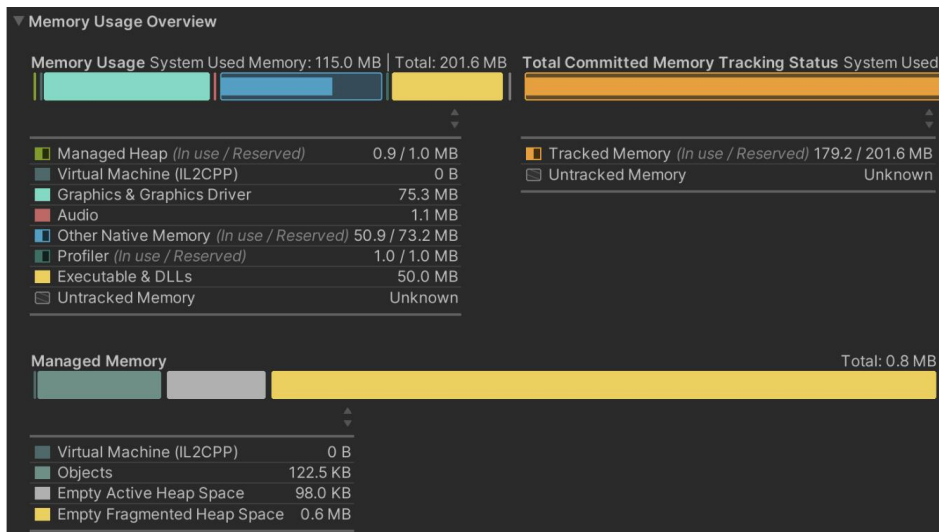 Memory Usage Overview
Memory Usage System Used Memory: 115.0 MB | Total: 201.6 MB
Managed Heap (In use / Reserved) 0.9 / 1.0 MB
Virtual Machine (IL2CPP) 0 B
Graphics & Graphics Driver 75.3 MB
Audio 1.1 MB
Other Native Memory (In use / Reserved) 50.9 / 73.2 MB
Profiler (In use / Reserved) 1.0 / 1.0 MB
Executable & DLLs 50.0 MB
Untracked Memory Unknown
Total Committed Memory Tracking Status System Used
Tracked Memory (In use / Reserved) 179.2 / 201.6 MB
Untracked Memory Unknown
Managed Memory Total: 0.8 MB
Virtual Machine (IL2CPP) 0 B
Objects 122.5 KB
Empty Active Heap Space 98.0 KB
Empty Fragmented Heap Space 0.6 MB